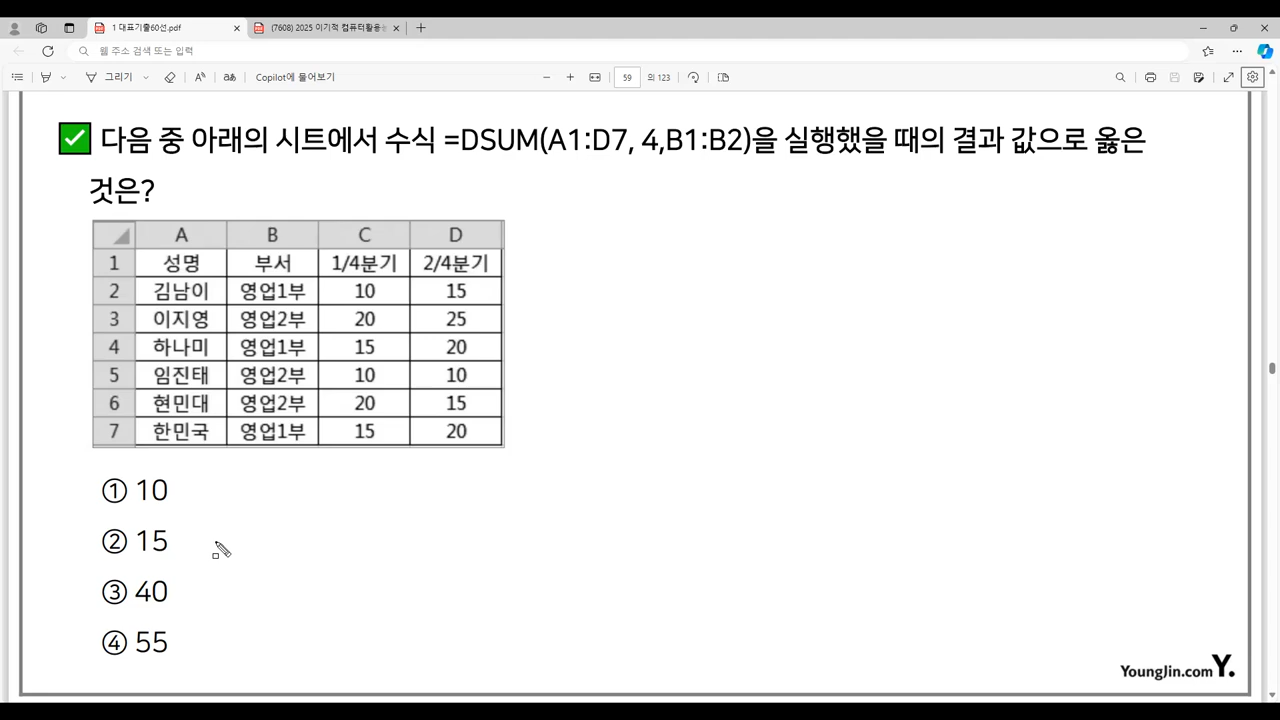 1 대표기출60선.pdf
(7608) 2025 이기적 컴퓨터활용능
웹 주소 검색 또는 입력
그리기
Copilot에 물어보기
59 의 123
✅ 다음 중 아래의 시트에서 수식 =DSUM(A1:D7, 4,B1:B2)을 실행했을 때의 결과 값으로 옳은
것은?
A B C D
1 성명 부서 1/4분기 2/4분기
2 김남이 영업1부 10 15
3 이지영 영업2부 20 25
4 하나미 영업1부 15 20
5 임진태 영업2부 10 10
6 현민대 영업2부 20 15
7 한민국 영업1부 15 20
① 10
② 15
③ 40
④ 55
YoungJin.com Y.